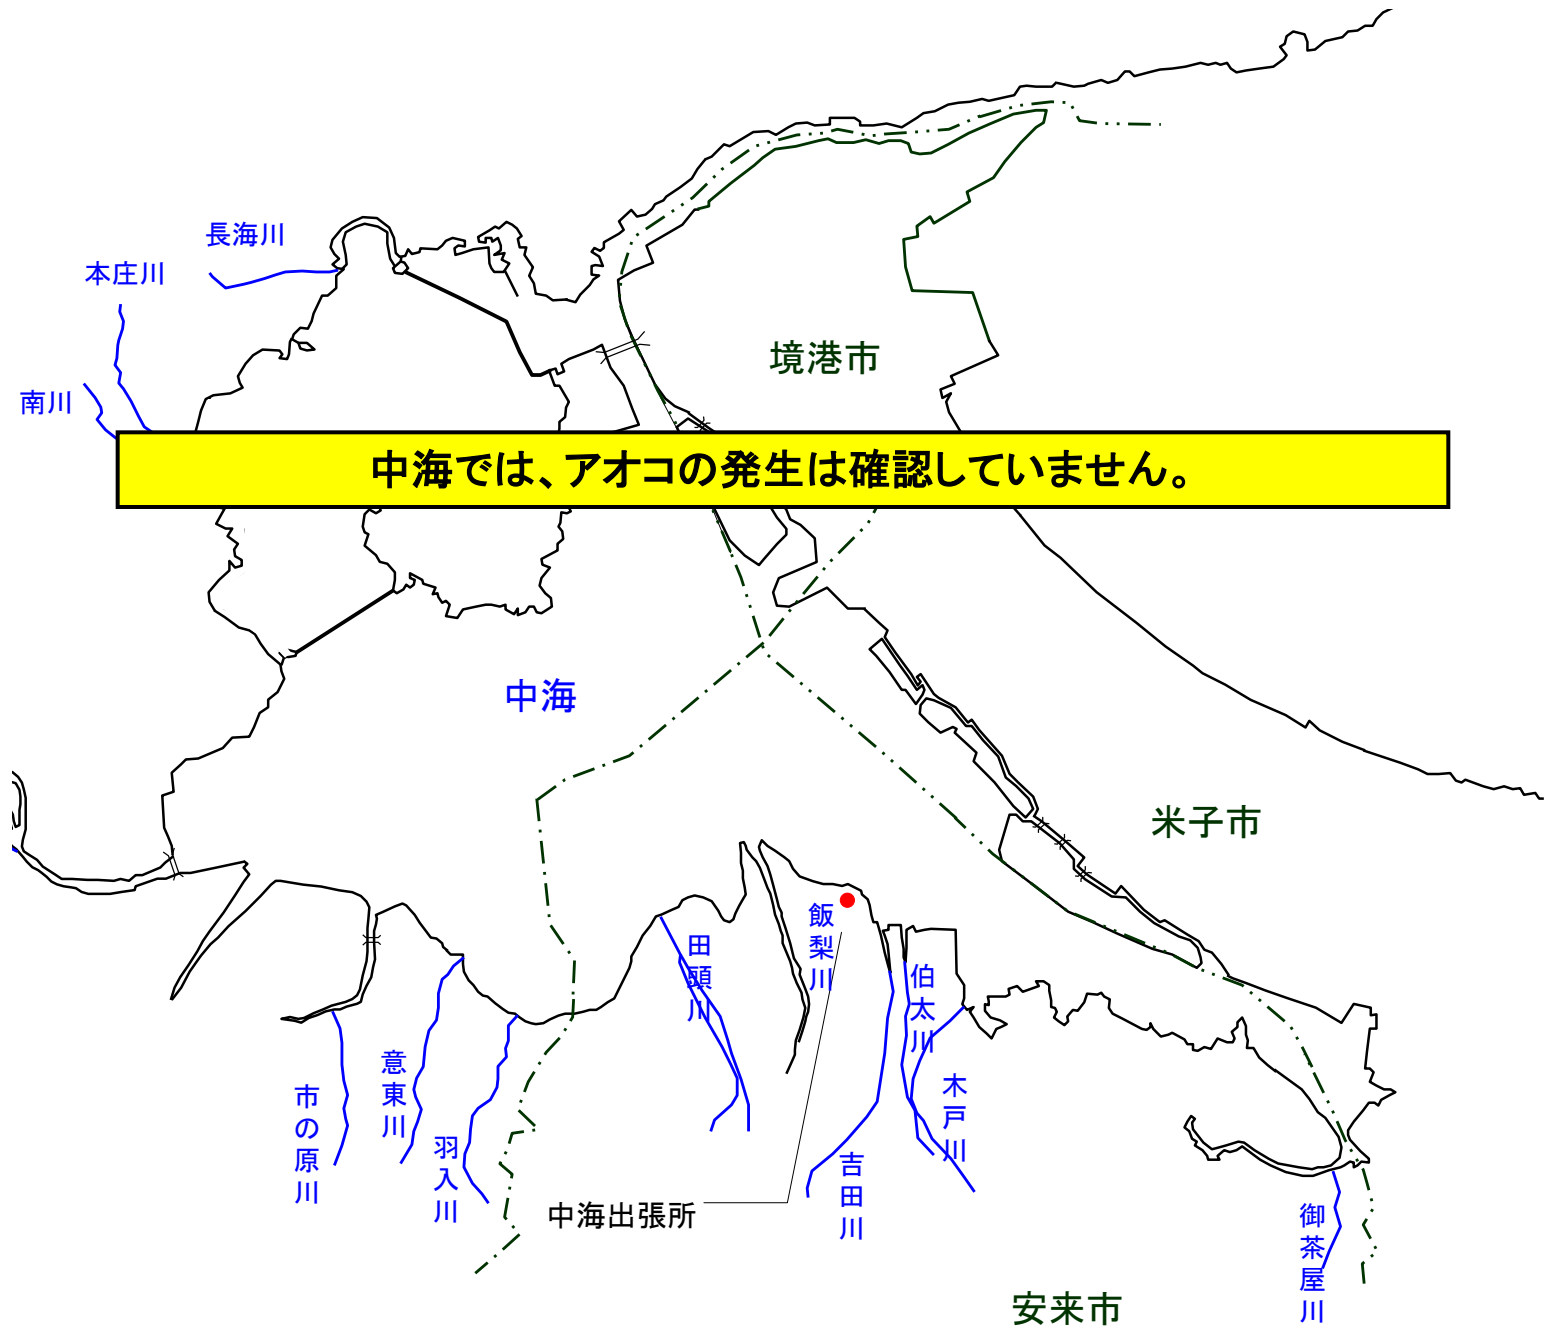 長海川
本庄川
境港市
南川
中海では、アオコの発生は確認していません。
中海
米子市
飯梨川
田頭川
伯太川
意東川
木戸川
市の原川
羽入川
吉田川
中海出張所
御茶屋川
安来市